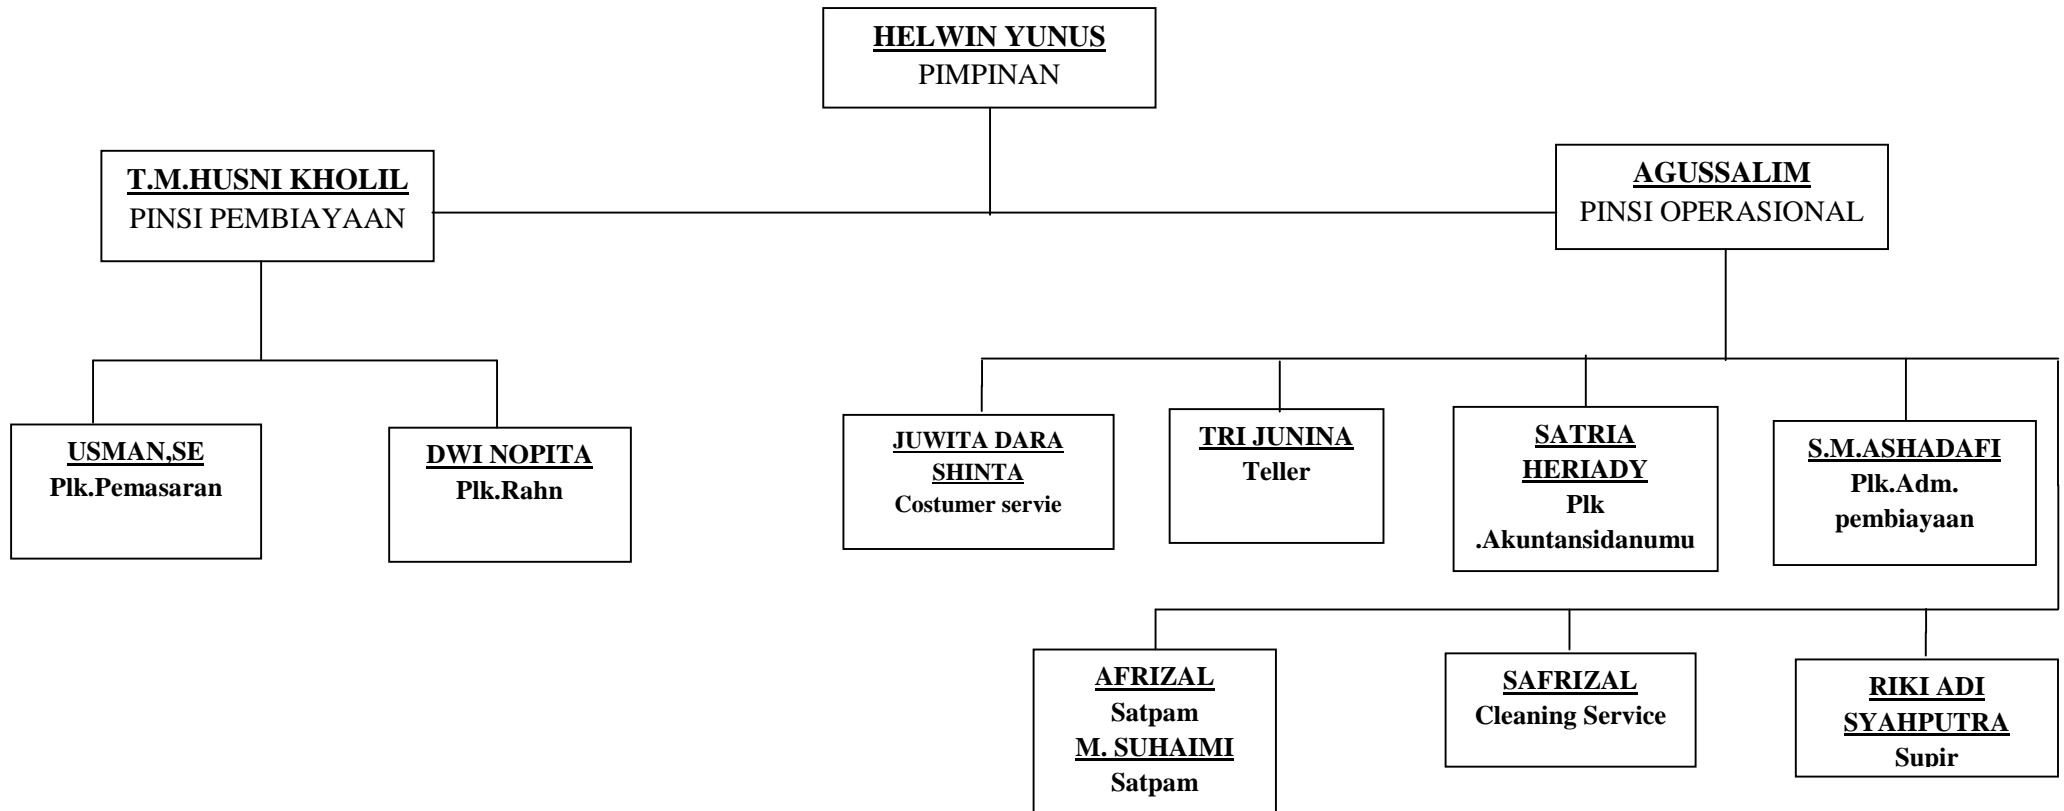 HELWIN YUNUS
PIMPINAN
T.M.HUSNI KHOLIL
PINSI PEMBIAYAAN
AGUSSALIM
PINSI OPERASIONAL
USMAN,SE
Plk.Pemasaran
DWI NOPITA
Plk.Rahn
JUWITA DARA
SHINTA
Costumer servie
TRI JUNINA
Teller
SATRIA
HERIADY
Plk
.Akuntansidanumu
S.M.ASHADAFI
Plk.Adm.
pembiayaan
AFRIZAL
Satpam
M. SUHAIMI
Satpam
SAFRIZAL
Cleaning Service
RIKI ADI
SYAHPUTRA
Supir